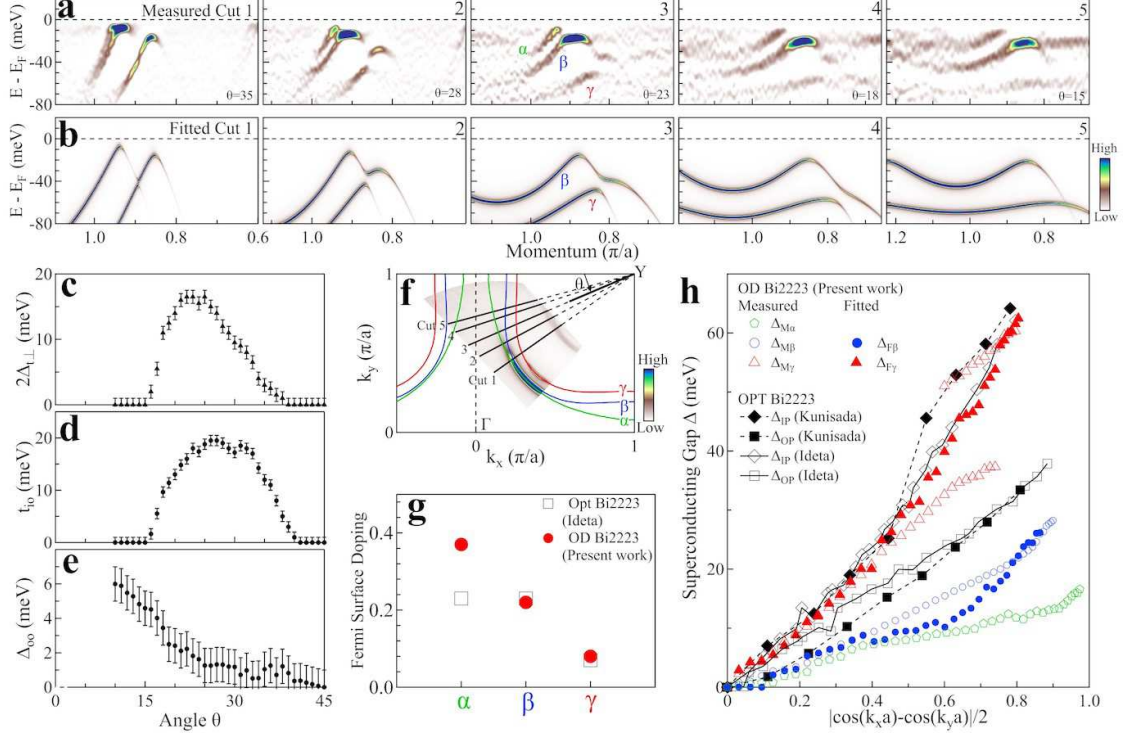 a
Measured Cut 1
2
3
4
5
E - E_F (meV)
0
-40
-80
θ=35
θ=28
α
β
γ
θ=23
θ=18
θ=15
b
Fitted Cut 1
2
3
4
5
E - E_F (meV)
0
-40
-80
β
γ
High
Low
1.0
0.8
0.6
1.0
0.8
1.0
0.8
1.0
0.8
1.2
1.0
0.8
Momentum (π/a)
c
2Δ_t⊥ (meV)
20
10
0
d
t_io (meV)
20
10
0
e
Δ_oo (meV)
6
4
2
0
0
15
30
45
Angle θ
f
k_y (π/a)
1
0
θ
Y
Cut 5
4
3
2
Cut 1
Γ
γ
β
α
High
Low
0
1
k_x (π/a)
g
Opt Bi2223
(Ideta)
OD Bi2223
(Present work)
Fermi Surface Doping
0.4
0.2
0.0
α
β
γ
h
OD Bi2223 (Present work)
Measured Fitted
Δ_Mα
Δ_Mβ Δ_Fβ
Δ_Mγ Δ_Fγ
OPT Bi2223
Δ_IP (Kunisada)
Δ_OP (Kunisada)
Δ_IP (Ideta)
Δ_OP (Ideta)
Superconducting Gap Δ (meV)
60
40
20
0
0.0
0.2
0.4
0.6
0.8
1.0
|cos(k_xa)-cos(k_ya)|/2